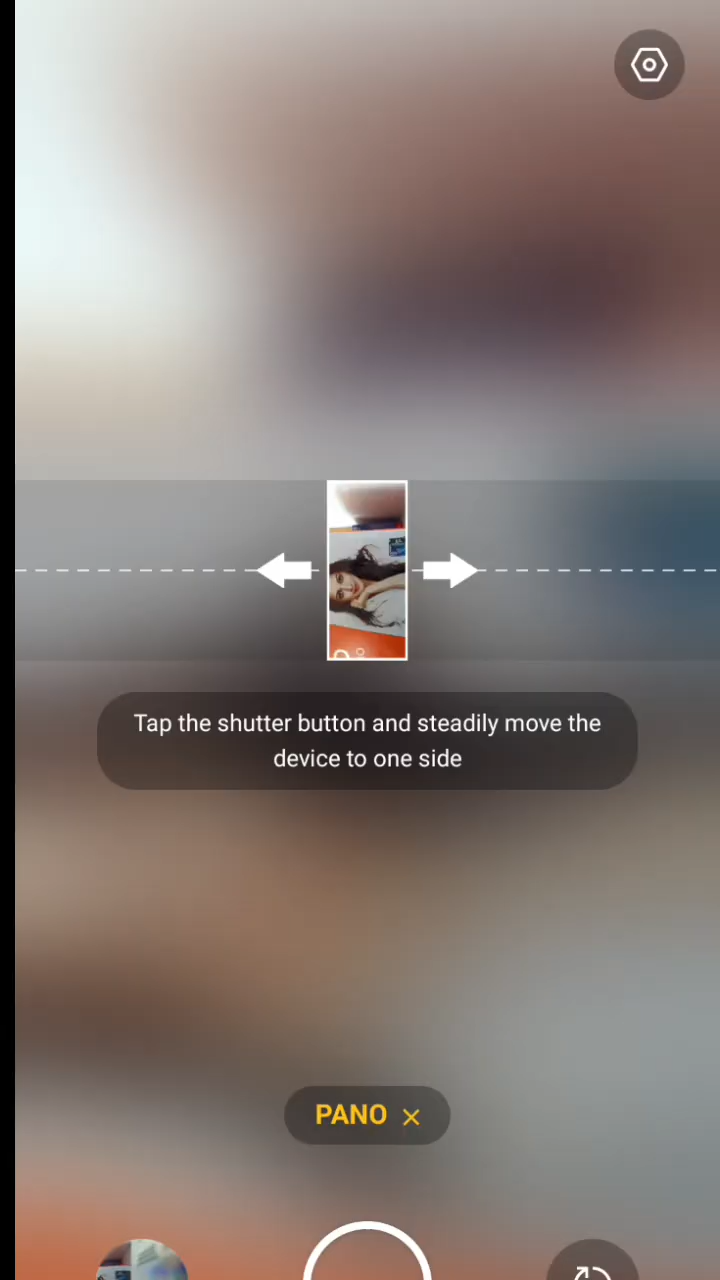 Tap the shutter button and steadily move the
device to one side
PANO